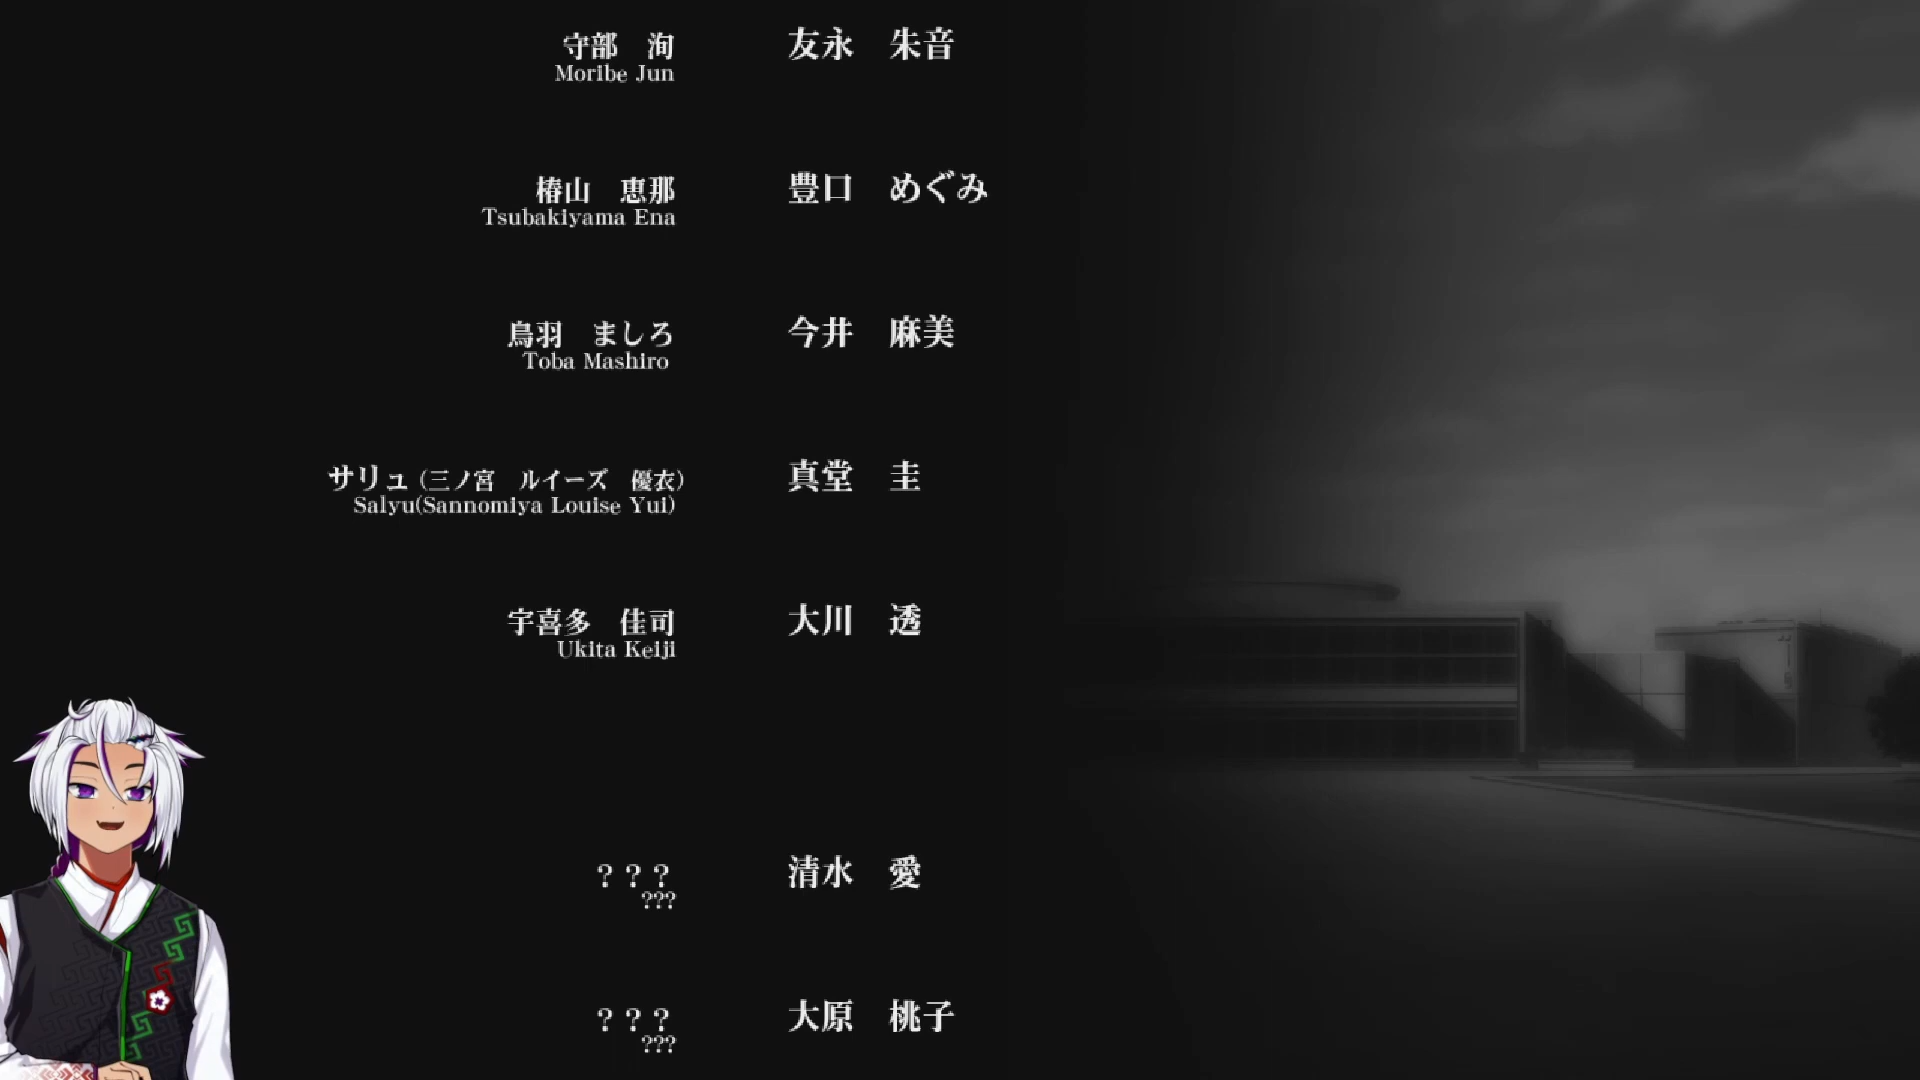 守部　洵　友永　朱音
Moribe Jun
椿山　恵那　豊口　めぐみ
Tsubakiyama Ena
鳥羽　ましろ　今井　麻美
Toba Mashiro
サリュ（三ノ宮　ルイーズ　優衣）　真堂　圭
Salyu(Sannomiya Louise Yui)
宇喜多　佳司　大川　透
Ukita Keiji
？？？　清水　愛
???
？？？　大原　桃子
???